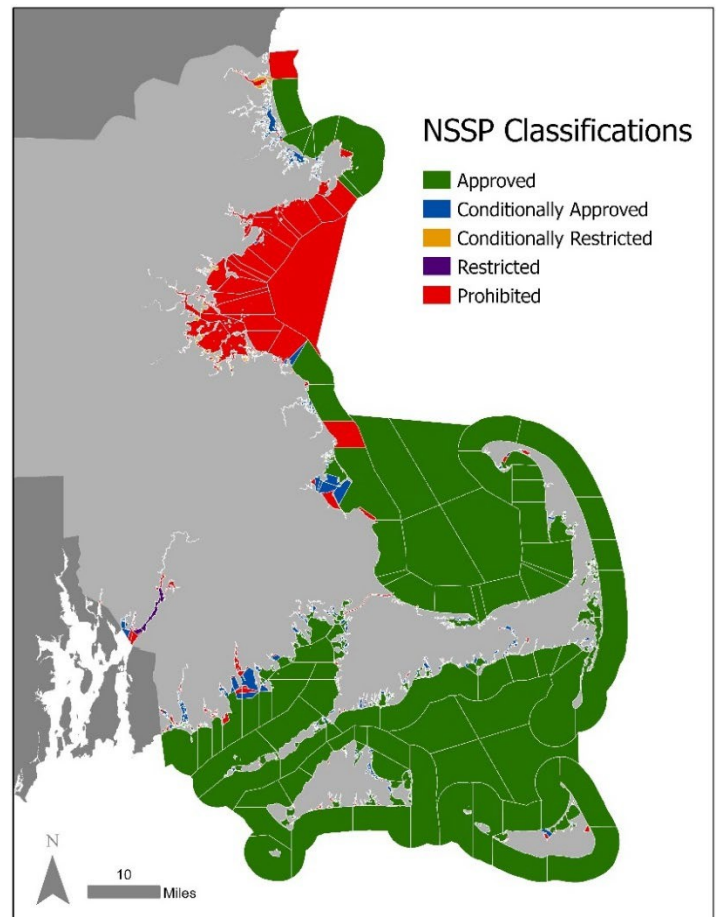 NSSP Classifications
Approved
Conditionally Approved
Conditionally Restricted
Restricted
Prohibited
N
10
Miles